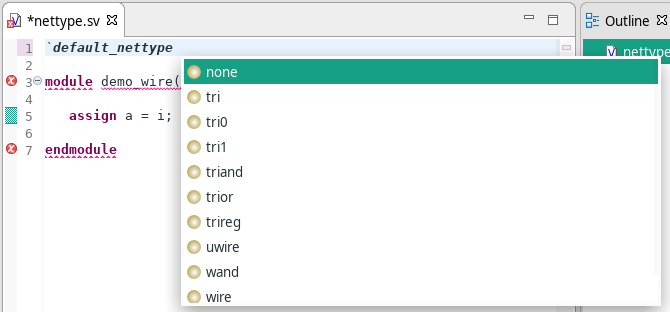 *nettype.sv
Outline
nettype
1 `default_nettype
2
3 module demo_wire(
4
5 assign a = i;
6
7 endmodule
none
tri
tri0
tri1
triand
trior
trireg
uwire
wand
wire